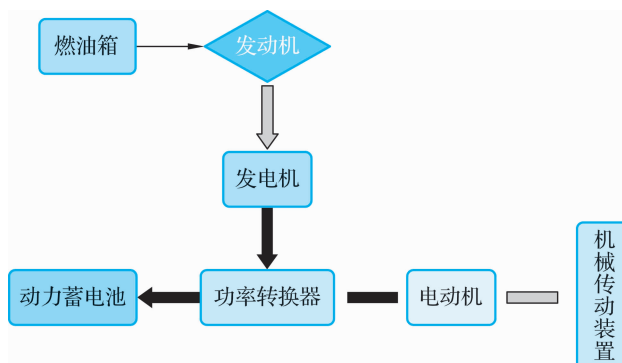 燃油箱
发动机
发电机
动力蓄电池
功率转换器
电动机
机械传动装置